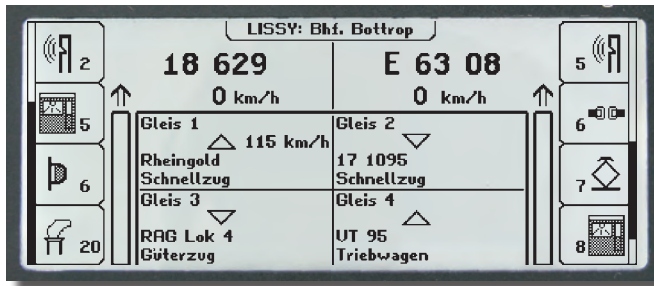 LISSY: Bhf. Bottrop
2
18 629
E 63 08
5
0 km/h
0 km/h
5
6
Gleis 1
115 km/h
Rheingold
Schnellzug
Gleis 2
17 1095
Schnellzug
6
7
Gleis 3
RAG Lok 4
Güterzug
Gleis 4
VT 95
Triebwagen
20
8